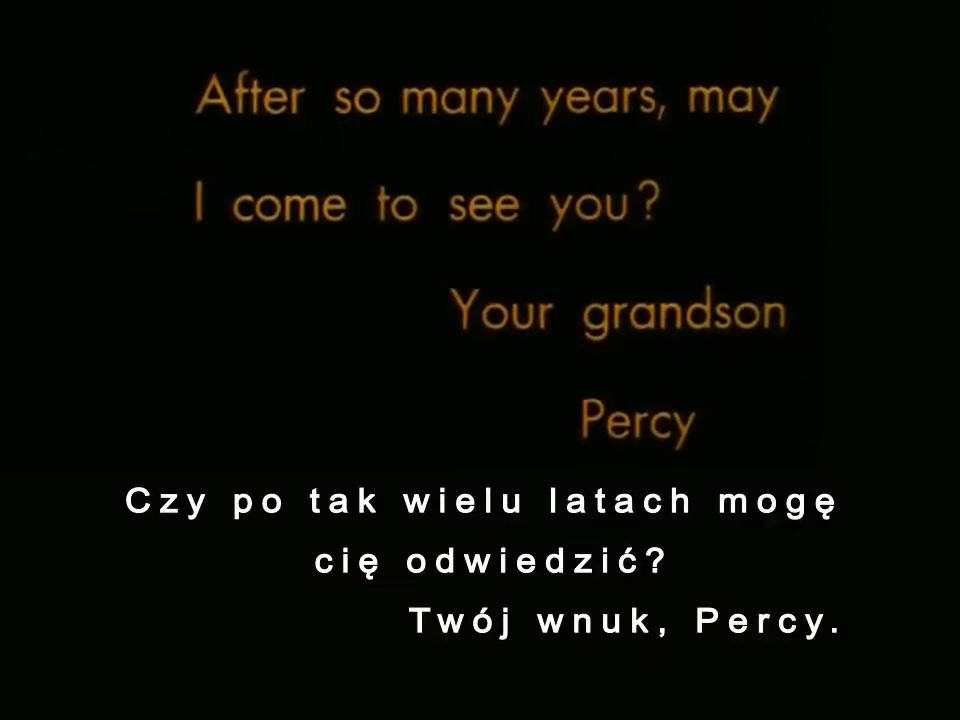 After so many years, may
I come to see you?
Your grandson
Percy
Czy po tak wielu latach mogę
cię odwiedzić?
Twój wnuk, Percy.